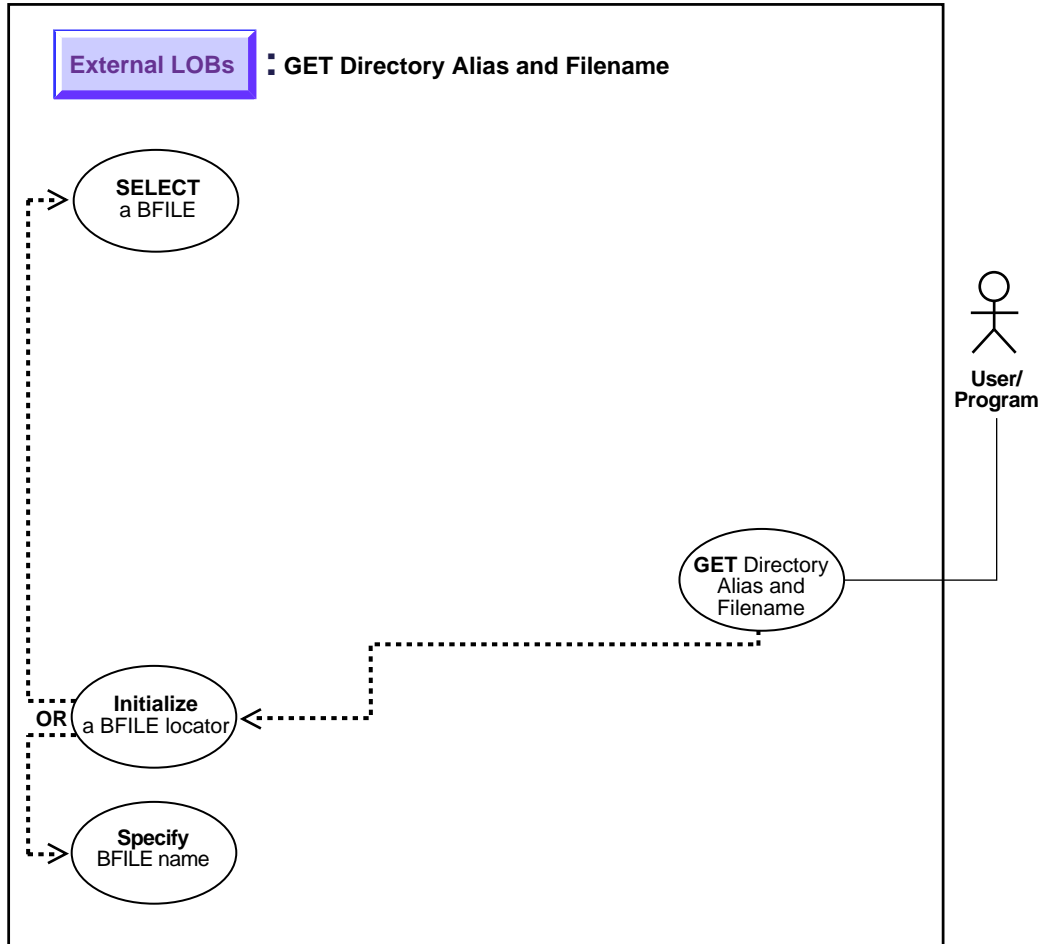 External LOBs : GET Directory Alias and Filename
SELECT
a BFILE
User/
Program
GET Directory
Alias and
Filename
Initialize
OR a BFILE locator
Specify
BFILE name